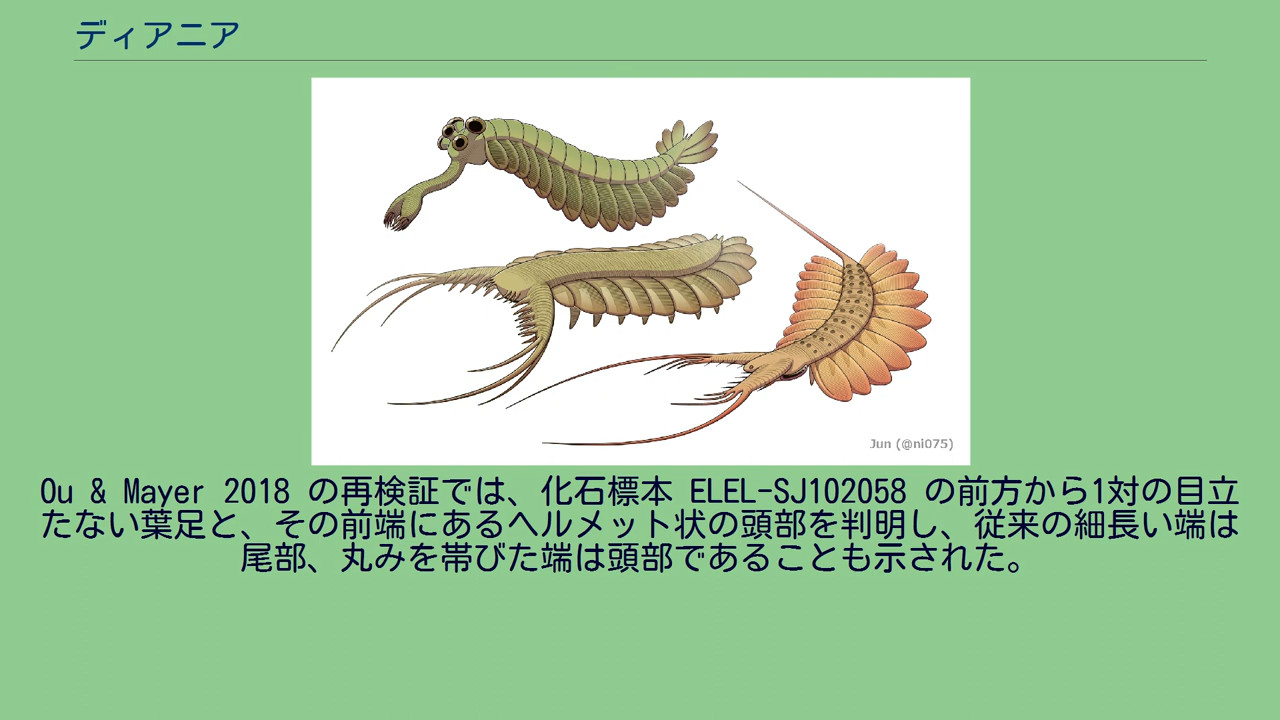 ディアニア
Jun (@ni075)
Ou & Mayer 2018 の再検証では、化石標本 ELEL-SJ102058 の前方から1対の目立
たない葉足と、その前端にあるヘルメット状の頭部を判明し、従来の細長い端は
尾部、丸みを帯びた端は頭部であることも示された。